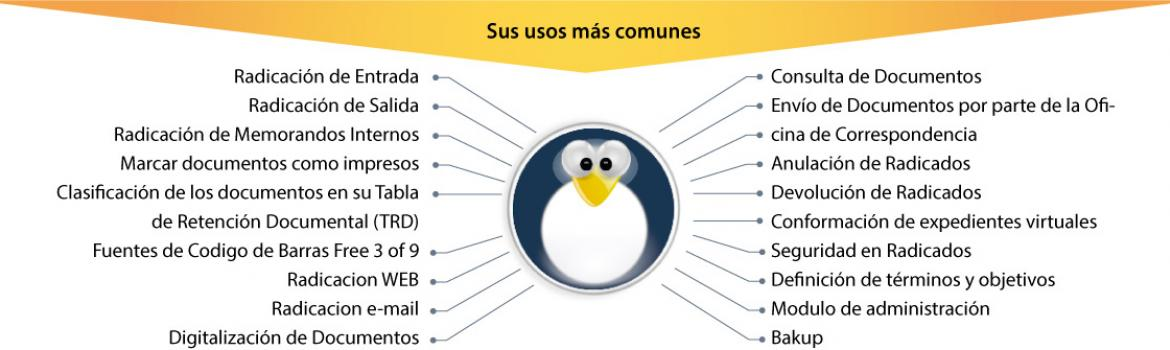 Sus usos más comunes
Radicación de Entrada
Radicación de Salida
Radicación de Memorandos Internos
Marcar documentos como impresos
Clasificación de los documentos en su Tabla
de Retención Documental (TRD)
Fuentes de Codigo de Barras Free 3 of 9
Radicacion WEB
Radicacion e-mail
Digitalización de Documentos
Consulta de Documentos
Envío de Documentos por parte de la Ofi-
cina de Correspondencia
Anulación de Radicados
Devolución de Radicados
Conformación de expedientes virtuales
Seguridad en Radicados
Definición de términos y objetivos
Modulo de administración
Bakup